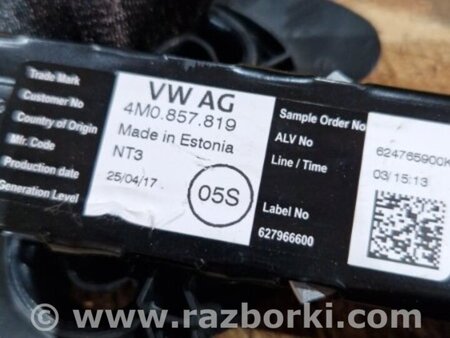 Trade Mark VW AG Sample Order No
Customer No 4M0.857.819 ALV No 624765900K
Country of Origin Made in Estonia Line / Time 03/15:13
Mfr. Code NT3
Production date 25/04/17
Generation Level 05S Label No
627966600
© www.razborki.com